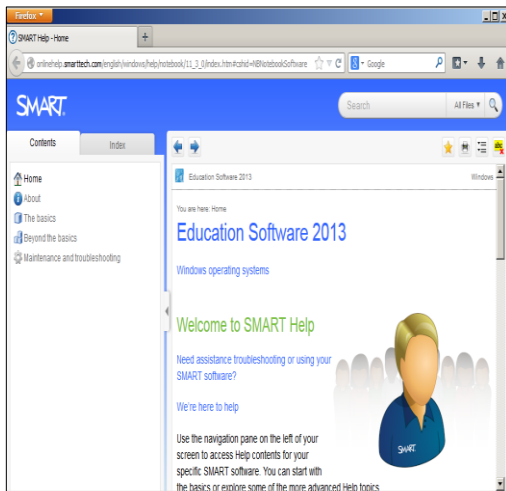 Firefox
SMART Help - Home
onlinehelp.smarttech.com/english/windows/help/notebook/11_3_0/index.htm#cshid=NBNotebookSoftware
Google
SMART
Search
All Files
Contents
Index
Home
About
The basics
Beyond the basics
Maintenance and troubleshooting
Education Software 2013
Windows
You are here: Home
Education Software 2013
Windows operating systems
Welcome to SMART Help
Need assistance troubleshooting or using your
SMART software?
We're here to help
Use the navigation pane on the left of your
screen to access Help contents for your
specific SMART software. You can start with
the basics or explore some of the more advanced Help topics
SMART
abc